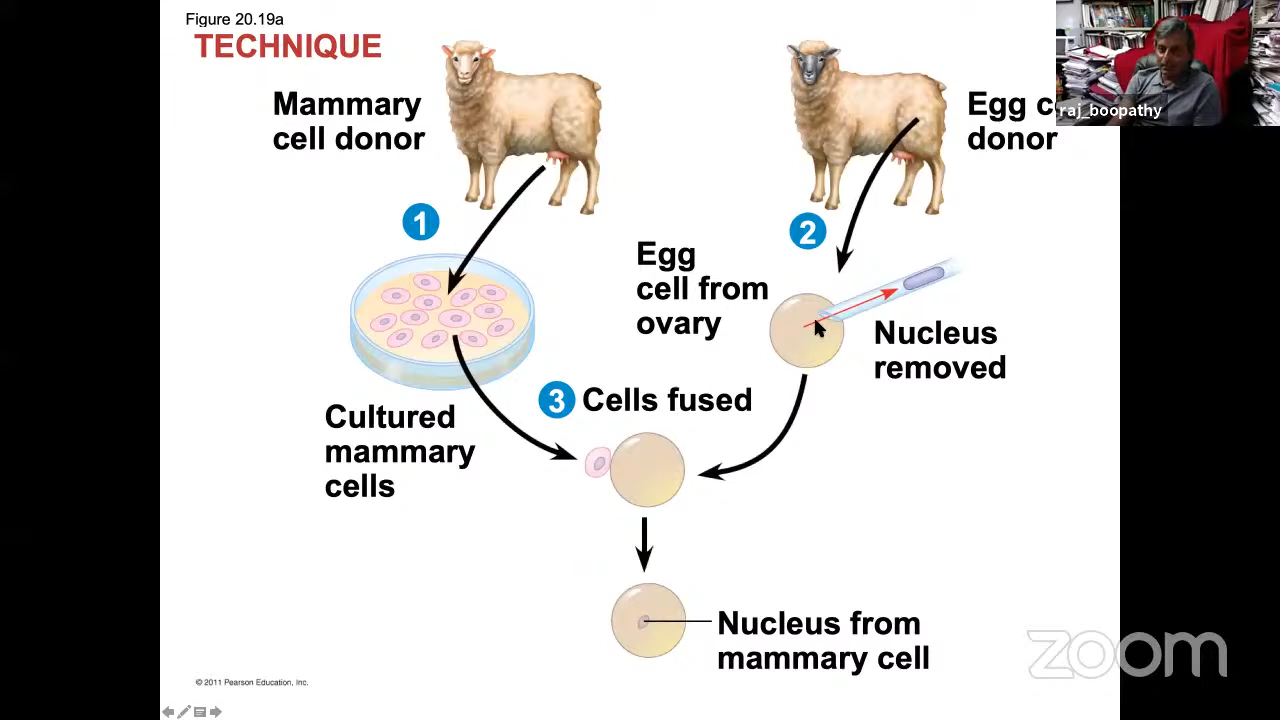 Figure 20.19a
TECHNIQUE
Mammary
cell donor
Egg c
donor
raj_boopathy
1
2
Egg
cell from
ovary
Nucleus
removed
3 Cells fused
Cultured
mammary
cells
Nucleus from
mammary cell
zoom
© 2011 Pearson Education, Inc.